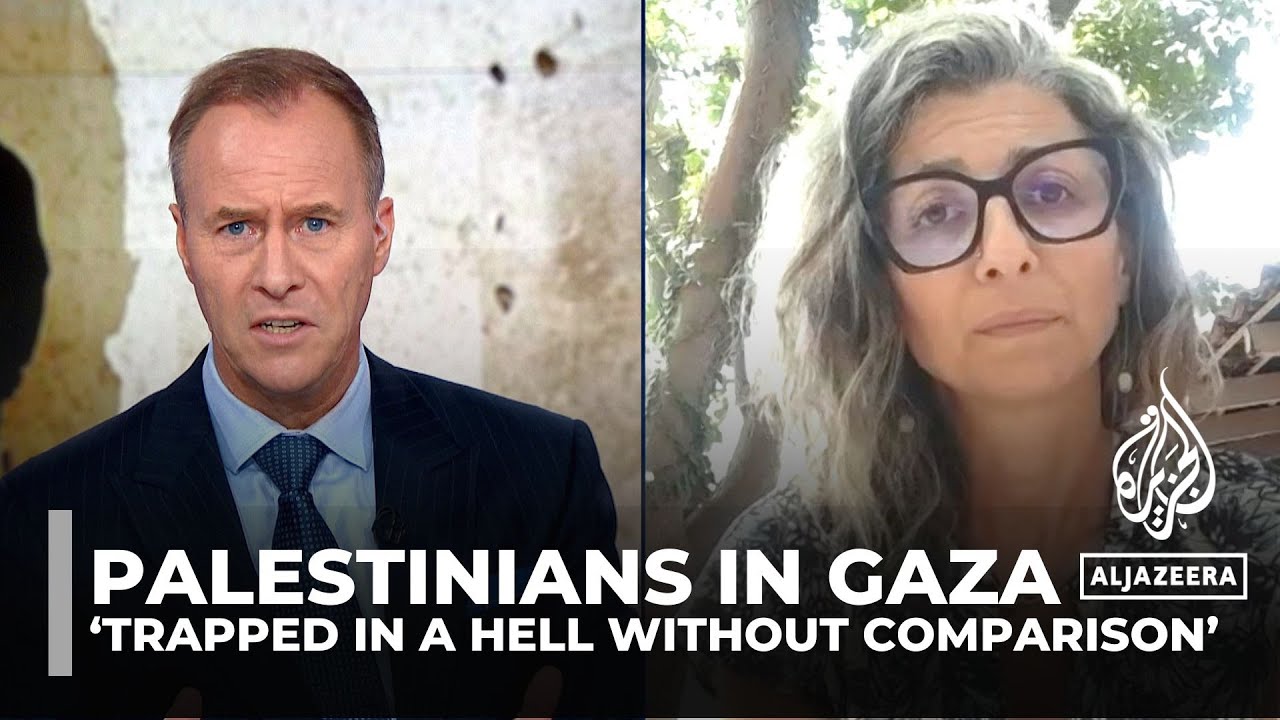 PALESTINIANS IN GAZA
‘TRAPPED IN A HELL WITHOUT COMPARISON’
الجزيرة
ALJAZEERA